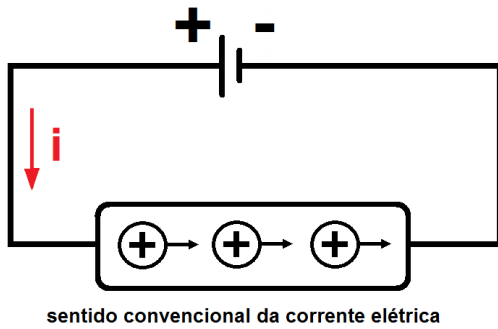 + -
i
+ + +
sentido convencional da corrente elétrica